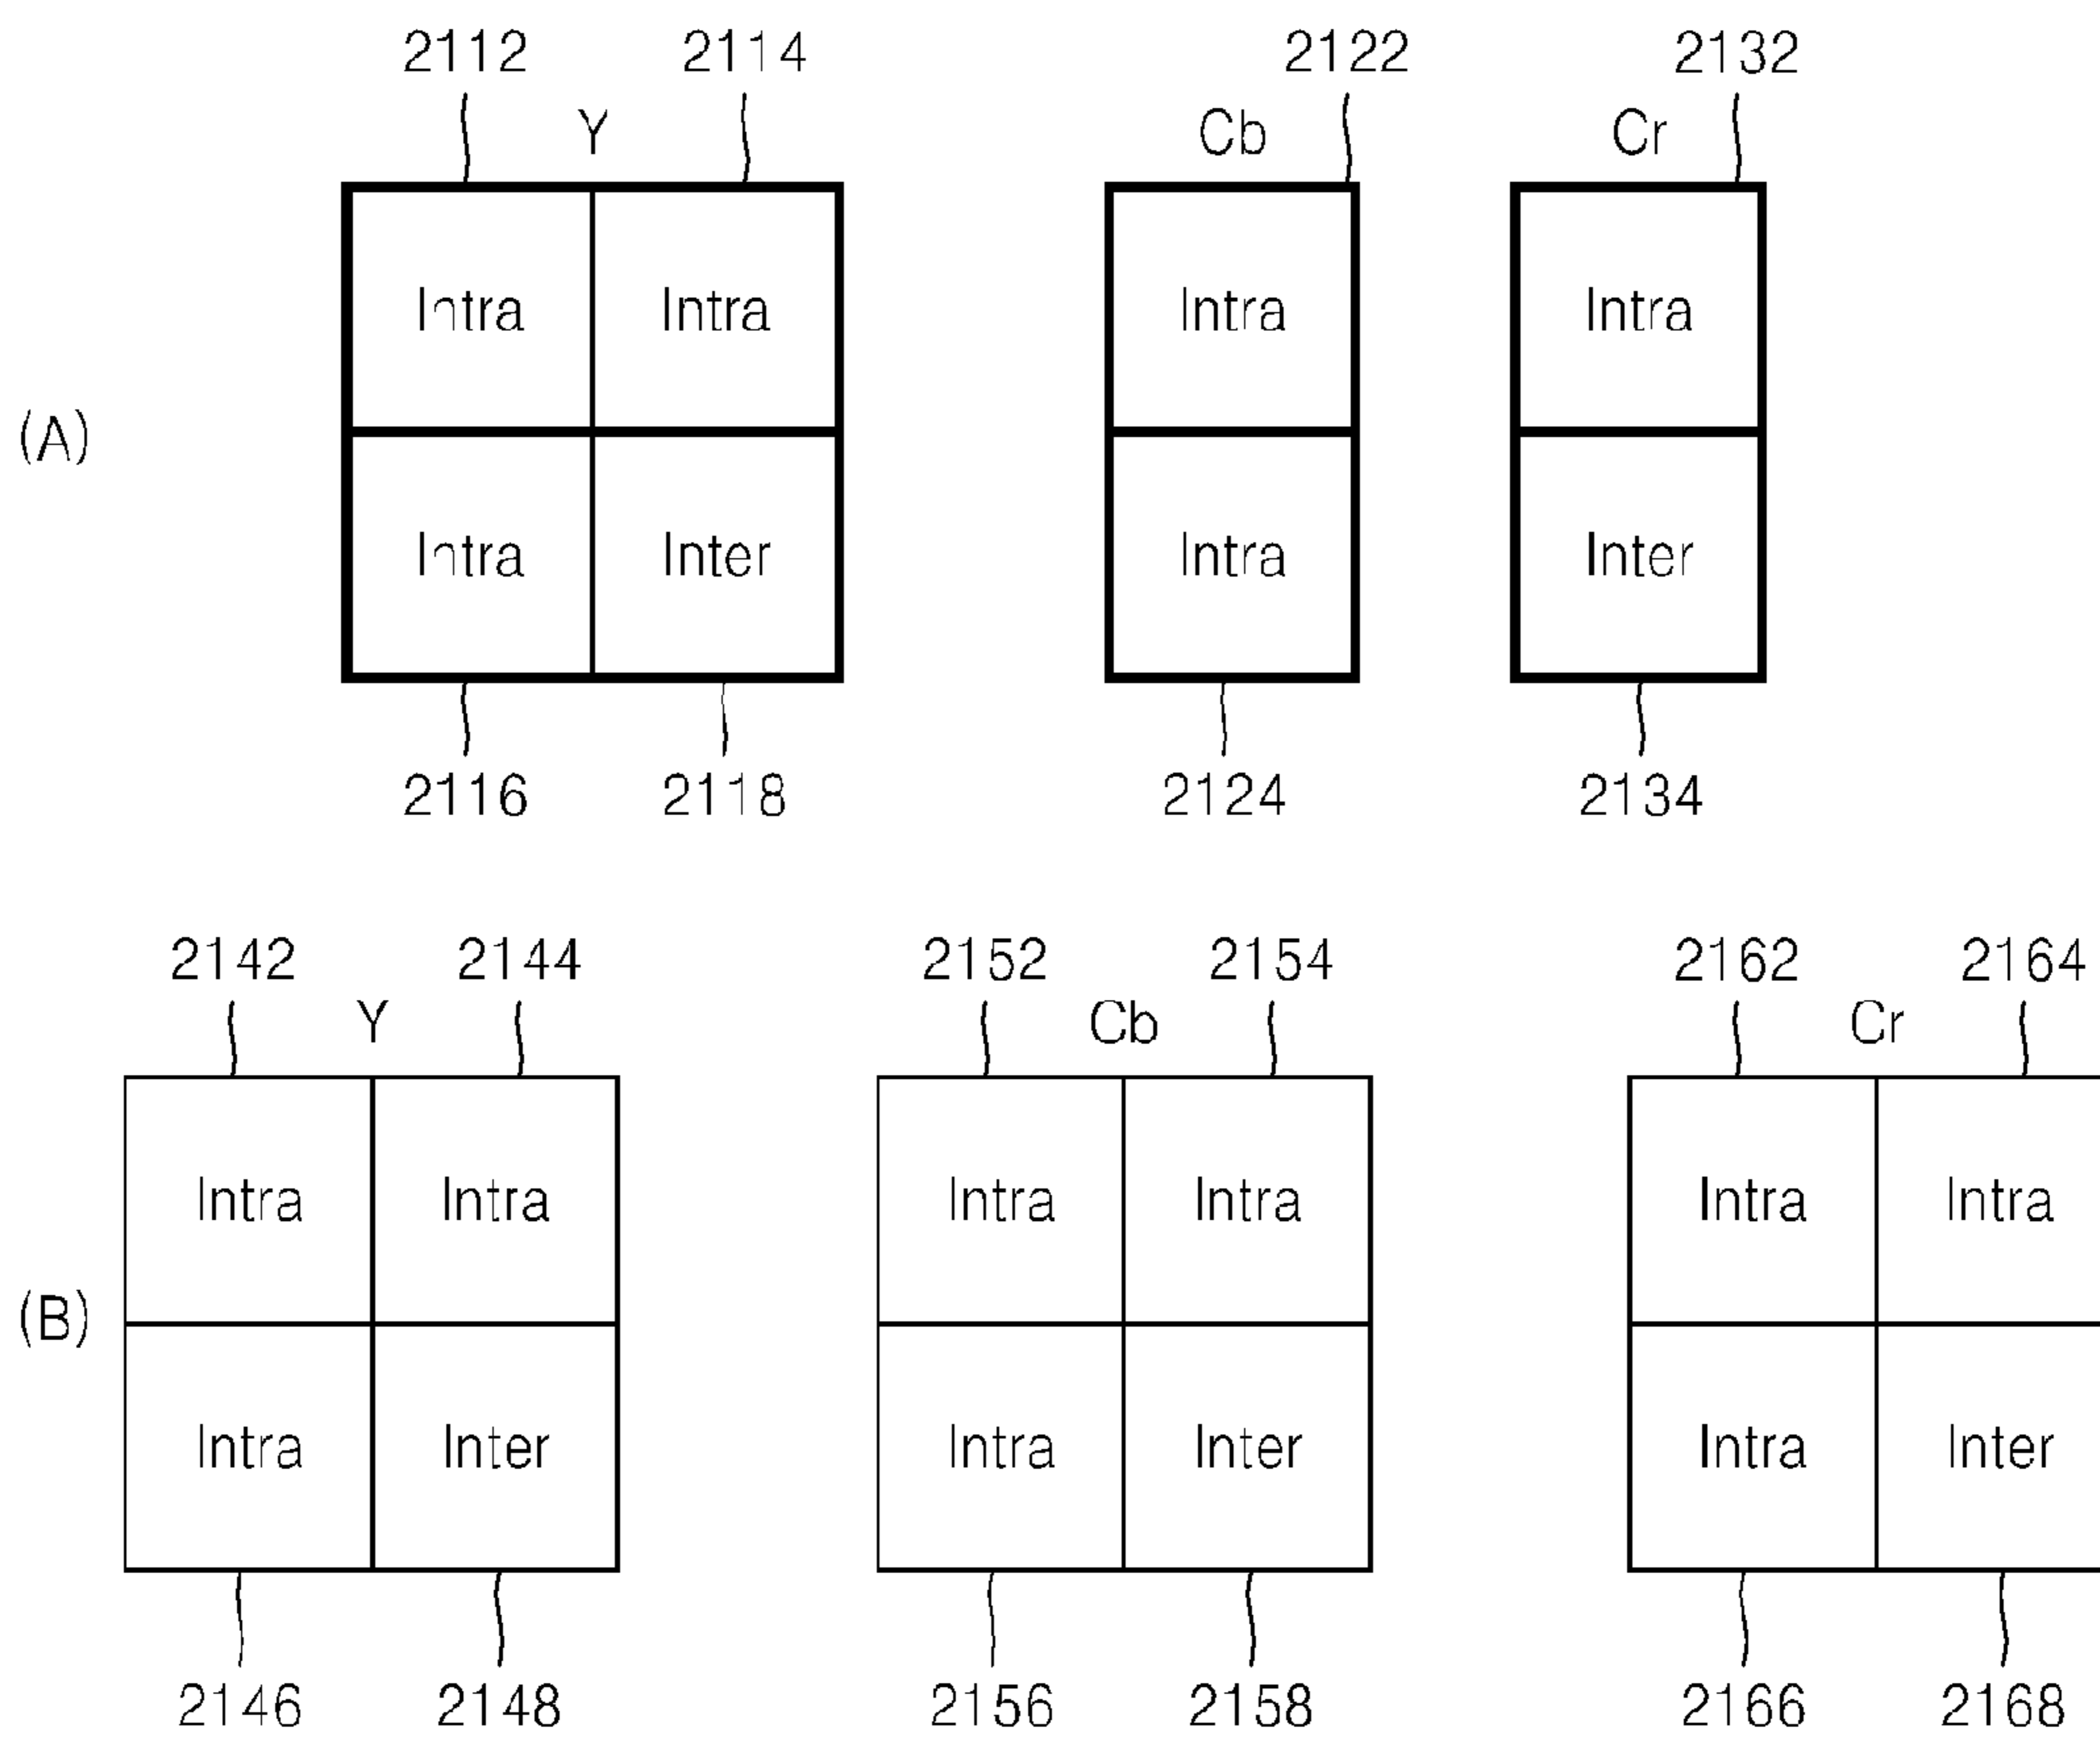 2112 2114 2122 2132
Y Cb Cr
Intra Intra Intra Intra
(A)
Intra Inter Intra Inter
2116 2118 2124 2134
2142 2144 2152 2154 2162 2164
Y Cb Cr
Intra Intra Intra Intra Intra Intra
(B)
Intra Inter Intra Inter Intra Inter
2146 2148 2156 2158 2166 2168